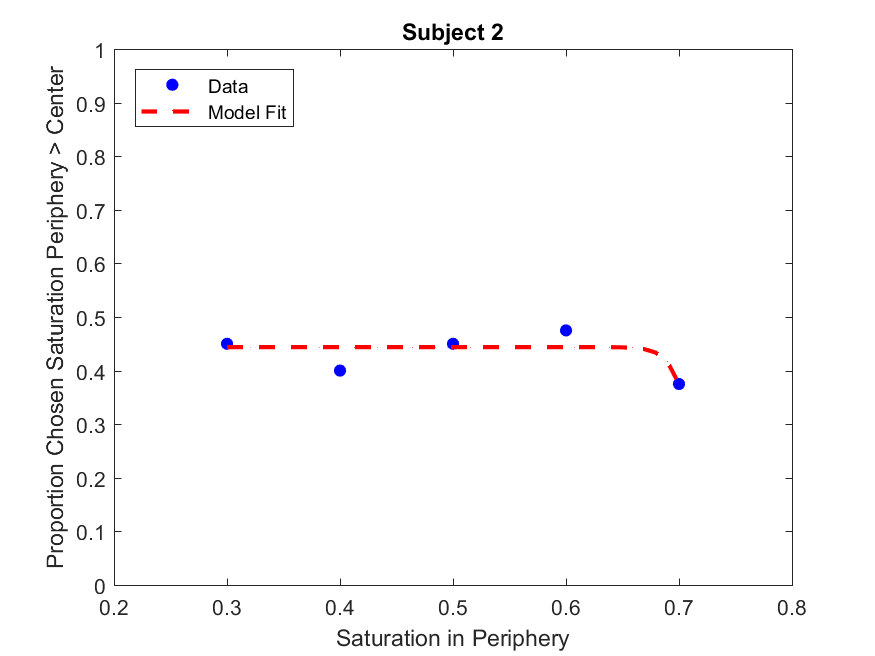 Subject 2
Data
Model Fit
Proportion Chosen Saturation Periphery > Center
1
0.9
0.8
0.7
0.6
0.5
0.4
0.3
0.2
0.1
0
0.2 0.3 0.4 0.5 0.6 0.7 0.8
Saturation in Periphery